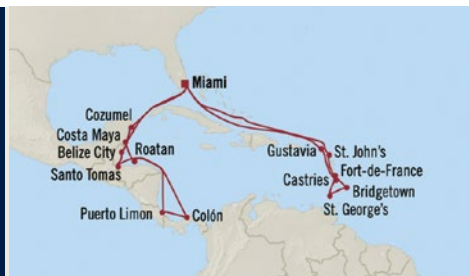 Miami
Cozumel
Costa Maya
Belize City
Roatan
Santo Tomas
Puerto Limon
Colón
Gustavia
St. John's
Fort-de-France
Castries
Bridgetown
St. George's